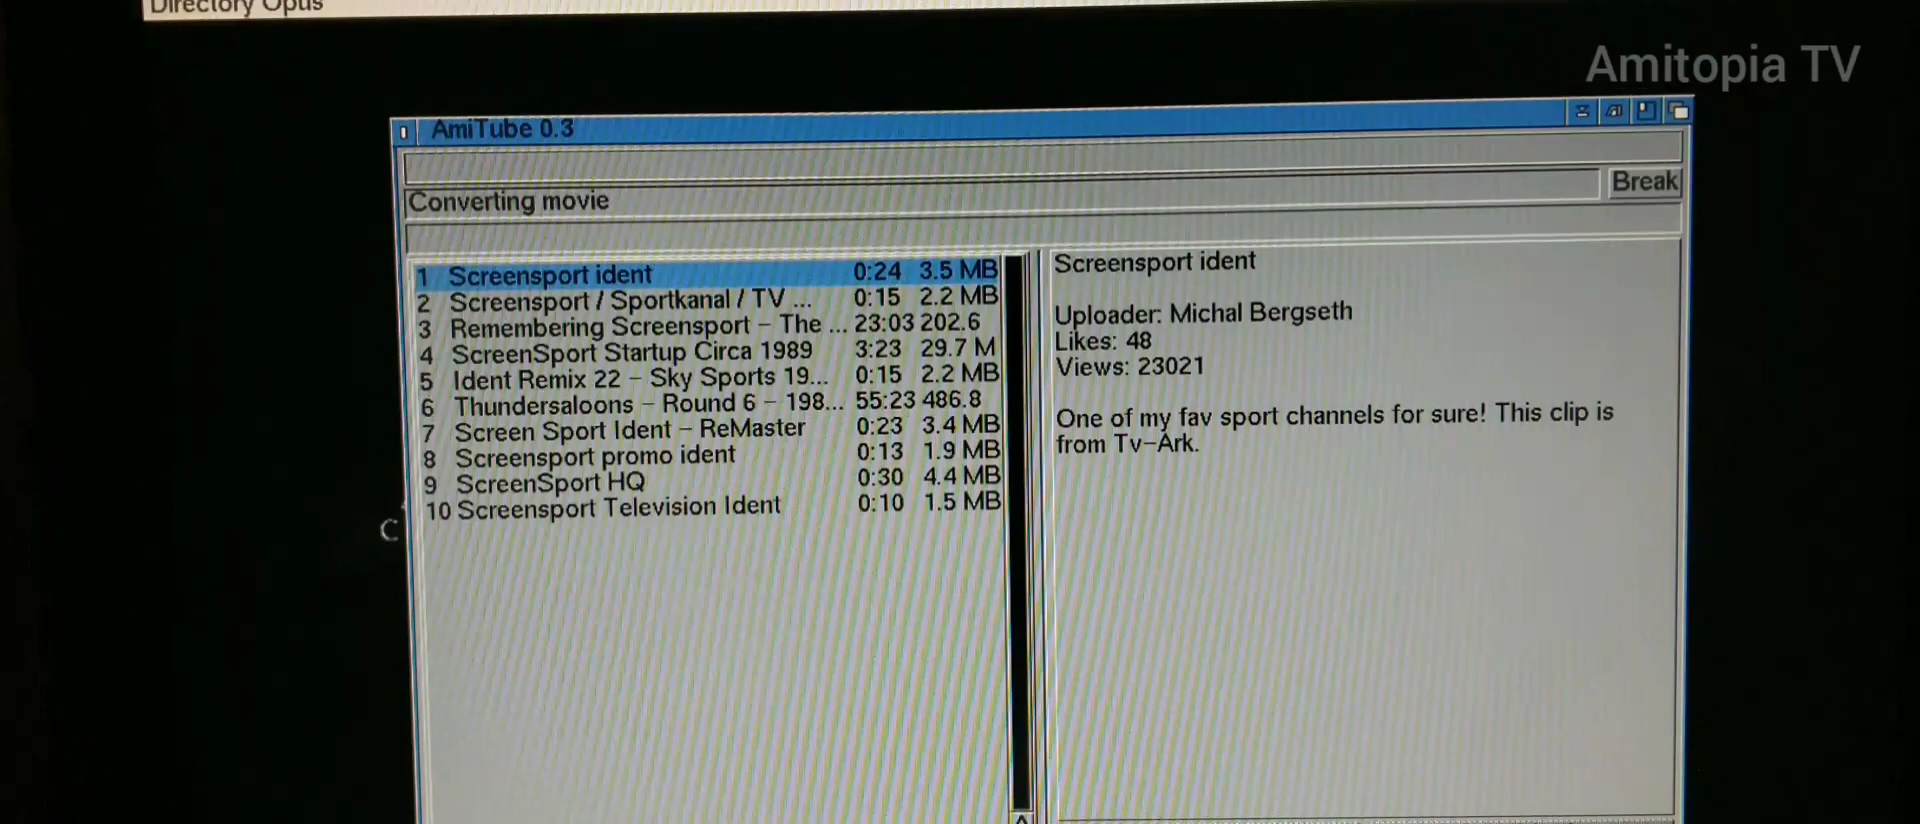 Directory Opus
Amitopia TV
AmiTube 0.3
Converting movie
Break
1 Screensport ident 0:24 3.5 MB
2 Screensport / Sportkanal / TV ... 0:15 2.2 MB
3 Remembering Screensport - The ... 23:03 202.6
4 ScreenSport Startup Circa 1989 3:23 29.7 M
5 Ident Remix 22 - Sky Sports 19... 0:15 2.2 MB
6 Thundersaloons - Round 6 - 198... 55:23 486.8
7 Screen Sport Ident - ReMaster 0:23 3.4 MB
8 Screensport promo ident 0:13 1.9 MB
9 ScreenSport HQ 0:30 4.4 MB
10 Screensport Television Ident 0:10 1.5 MB
C
Screensport ident
Uploader: Michal Bergseth
Likes: 48
Views: 23021
One of my fav sport channels for sure! This clip is
from Tv-Ark.